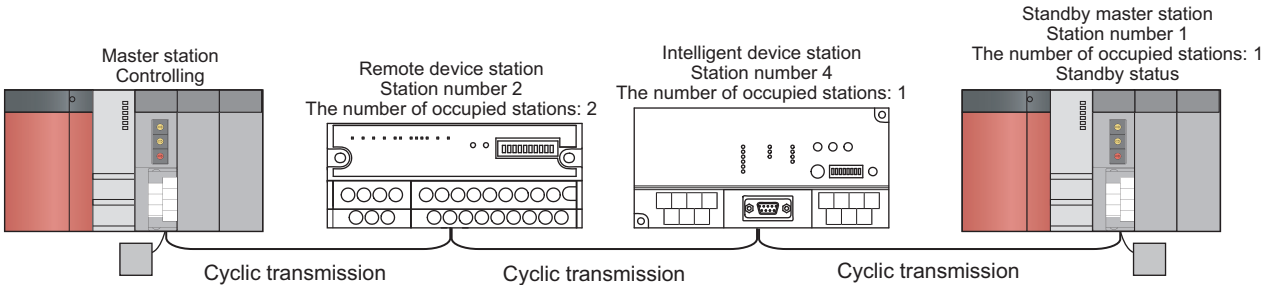 Master station
Controlling
Remote device station
Station number 2
The number of occupied stations: 2
Intelligent device station
Station number 4
The number of occupied stations: 1
Standby master station
Station number 1
The number of occupied stations: 1
Standby status
Cyclic transmission
Cyclic transmission
Cyclic transmission